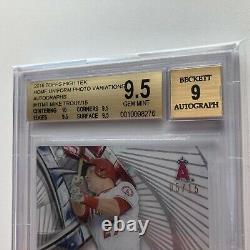 2016 TOPPS HIGH TEK
HOME UNIFORM PHOTO VARIATIONS
AUTOGRAPHS
MIKE TROUT/15
CENTERING 10 CORNERS 9.5
EDGES 9.5 SURFACE 9.5
9.5
GEM MINT
0010098276
BECKETT
9
AUTOGRAPH
05/15